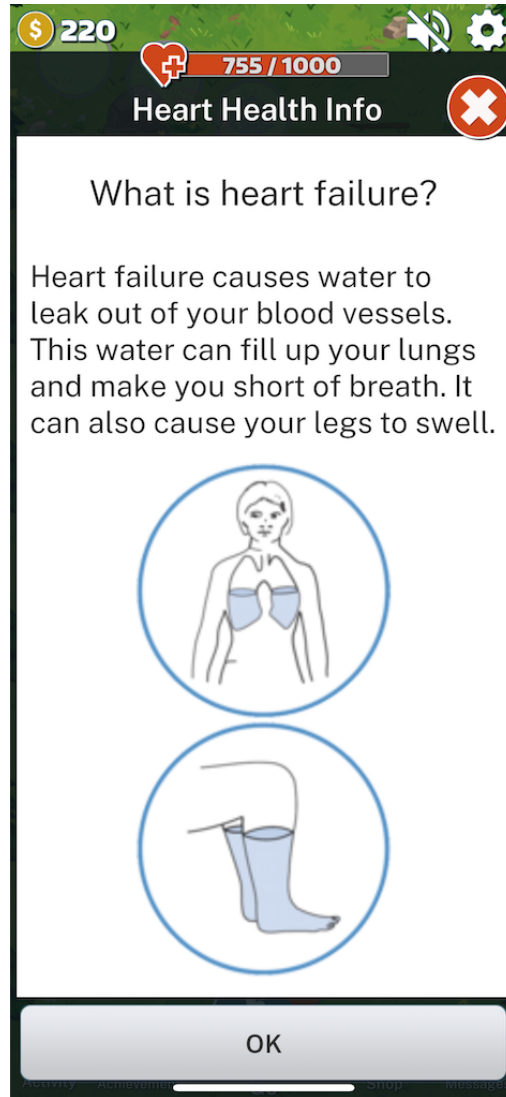 $ 220
755 / 1000
Heart Health Info
What is heart failure?
Heart failure causes water to
leak out of your blood vessels.
This water can fill up your lungs
and make you short of breath. It
can also cause your legs to swell.
OK
Activity Shop Message